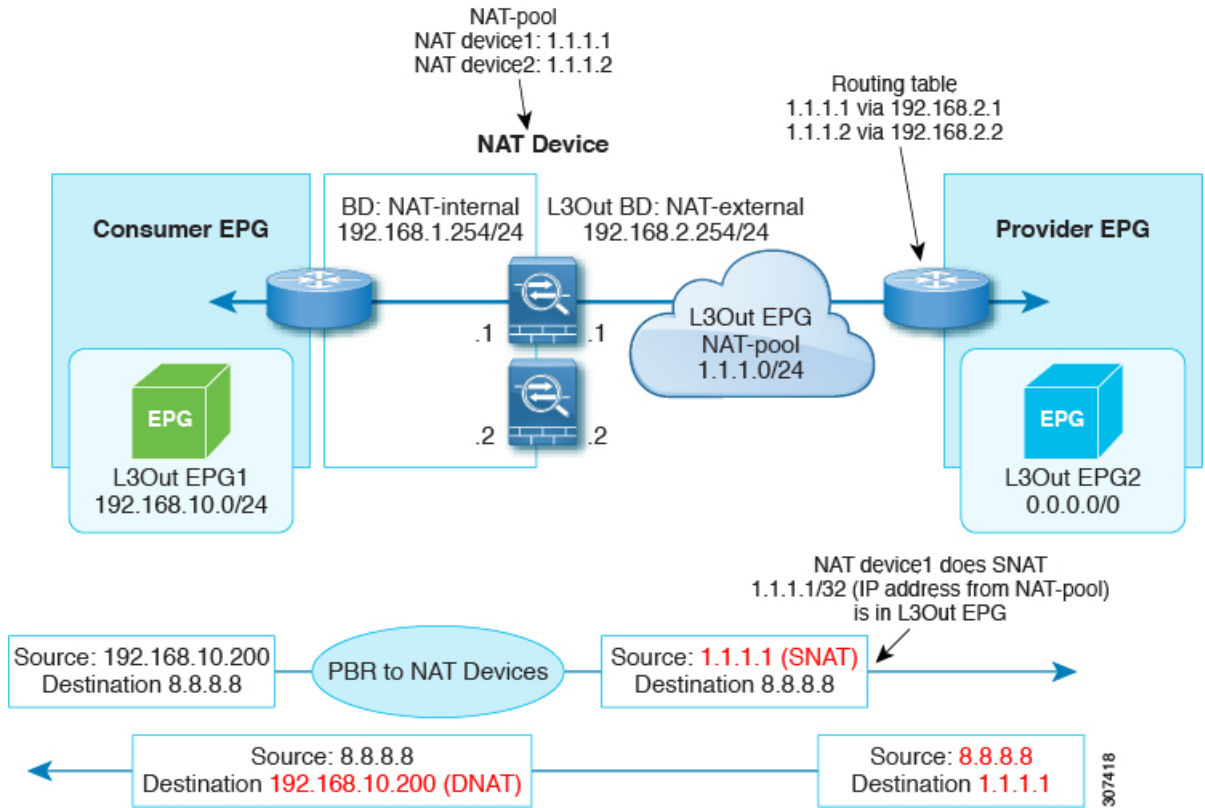 NAT-pool
NAT device1: 1.1.1.1
NAT device2: 1.1.1.2
Routing table
1.1.1.1 via 192.168.2.1
1.1.1.2 via 192.168.2.2
NAT Device
Consumer EPG
BD: NAT-internal
192.168.1.254/24
L3Out BD: NAT-external
192.168.2.254/24
Provider EPG
.1
.1
L3Out EPG
NAT-pool
1.1.1.0/24
.2
.2
EPG
L3Out EPG1
192.168.10.0/24
EPG
L3Out EPG2
0.0.0.0/0
NAT device1 does SNAT
1.1.1.1/32 (IP address from NAT-pool)
is in L3Out EPG
Source: 192.168.10.200
Destination 8.8.8.8
PBR to NAT Devices
Source: 1.1.1.1 (SNAT)
Destination 8.8.8.8
Source: 8.8.8.8
Destination 192.168.10.200 (DNAT)
Source: 8.8.8.8
Destination 1.1.1.1
307418